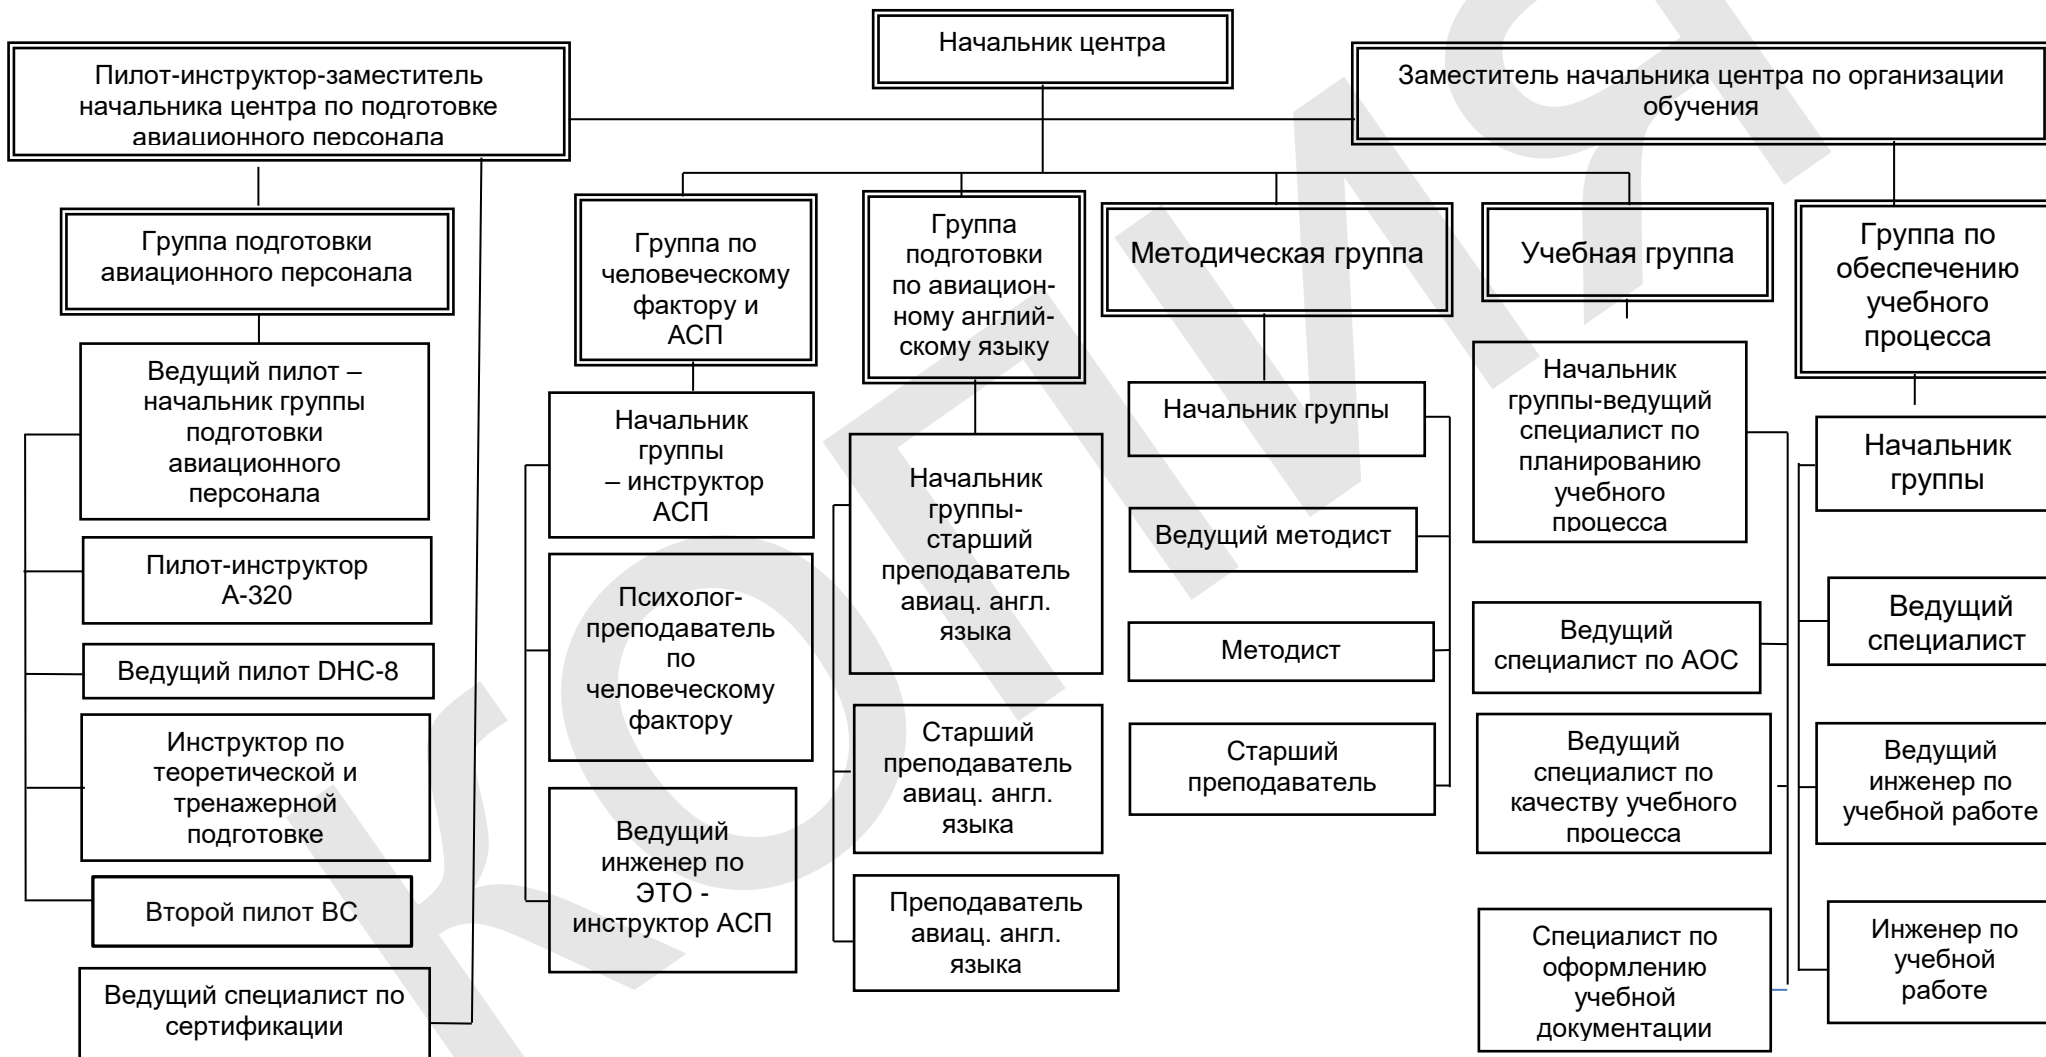 Начальник центра
Пилот-инструктор-заместитель
начальника центра по подготовке
авиационного персонала
Заместитель начальника центра по организации
обучения
Группа подготовки
авиационного персонала
Группа по
человеческому
фактору и
АСП
Группа
подготовки
по авиацион-
ному англий-
скому языку
Методическая группа
Учебная группа
Группа по
обеспечению
учебного
процесса
Ведущий пилот –
начальник группы
подготовки
авиационного
персонала
Пилот-инструктор
А-320
Ведущий пилот DHC-8
Инструктор по
теоретической и
тренажерной
подготовке
Второй пилот ВС
Ведущий специалист по
сертификации
Начальник
группы
– инструктор
АСП
Психолог-
преподаватель
по
человеческому
фактору
Ведущий
инженер по
ЭТО -
инструктор АСП
Начальник
группы-
старший
преподаватель
авиац. англ.
языка
Старший
преподаватель
авиац. англ.
языка
Преподаватель
авиац. англ.
языка
Начальник группы
Ведущий методист
Методист
Старший
преподаватель
Начальник
группы-ведущий
специалист по
планированию
учебного
процесса
Ведущий
специалист по АОС
Ведущий
специалист по
качеству учебного
процесса
Специалист по
оформлению
учебной
документации
Начальник
группы
Ведущий
специалист
Ведущий
инженер по
учебной работе
Инженер по
учебной
работе
КОПИЯ